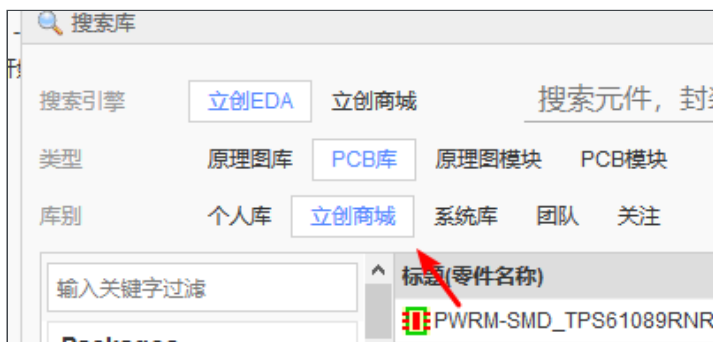 搜索库
搜索引擎 立创EDA 立创商城 搜索元件，封
类型 原理图库 PCB库 原理图模块 PCB模块
库别 个人库 立创商城 系统库 团队 关注
输入关键字过滤 标题(零件名称)
PWRM-SMD_TPS61089RNR
Packages